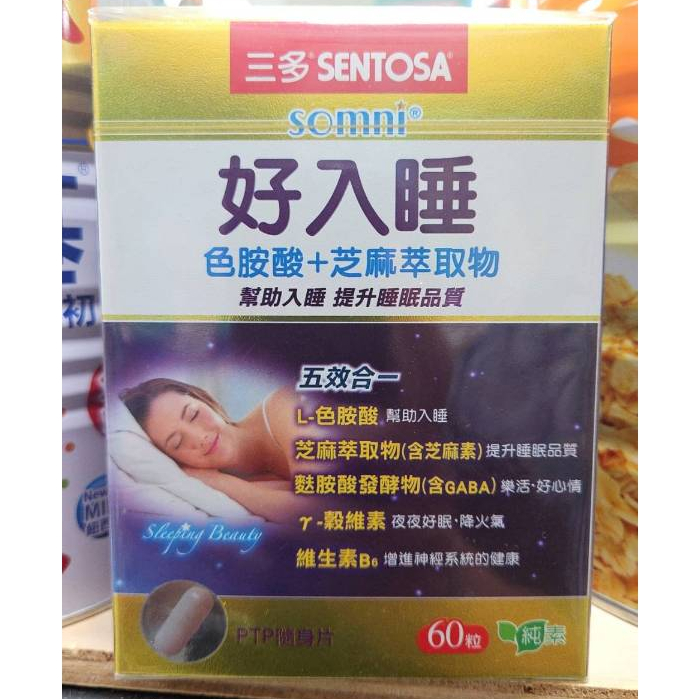 三多® SENTOSA®
somni®
好入睡
色胺酸+芝麻萃取物
幫助入睡 提升睡眠品質
五效合一
L-色胺酸 幫助入睡
芝麻萃取物(含芝麻素) 提升睡眠品質
麩胺酸發酵物(含GABA) 樂活·好心情
γ-穀維素 夜夜好眠·降火氣
維生素B6 增進神經系統的健康
Sleeping Beauty
PTP隨身片
60粒
純素
初
New